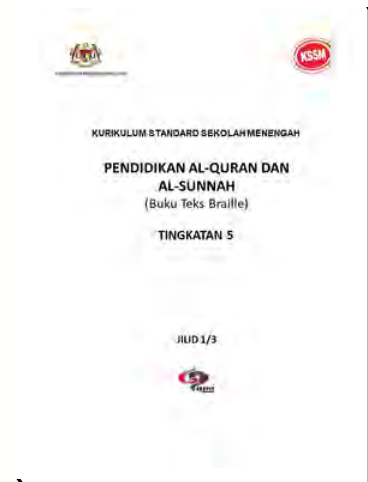 KSSM
KURIKULUM STANDARD SEKOLAH MENENGAH
PENDIDIKAN AL-QURAN DAN
AL-SUNNAH
(Buku Teks Braille)
TINGKATAN 5
JILID 1/3